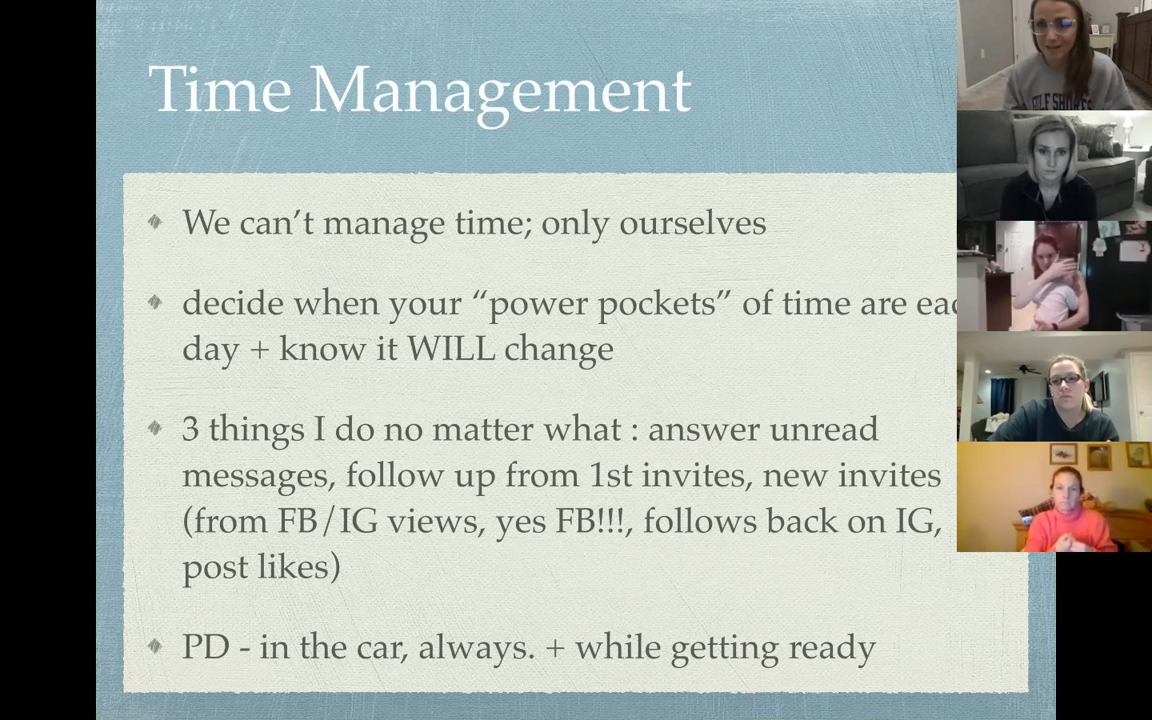 Time Management
We can’t manage time; only ourselves
decide when your “power pockets” of time are
day + know it WILL change
3 things I do no matter what : answer unread
messages, follow up from 1st invites, new invites
(from FB/IG views, yes FB!!!, follows back on IG,
post likes)
PD - in the car, always. + while getting ready